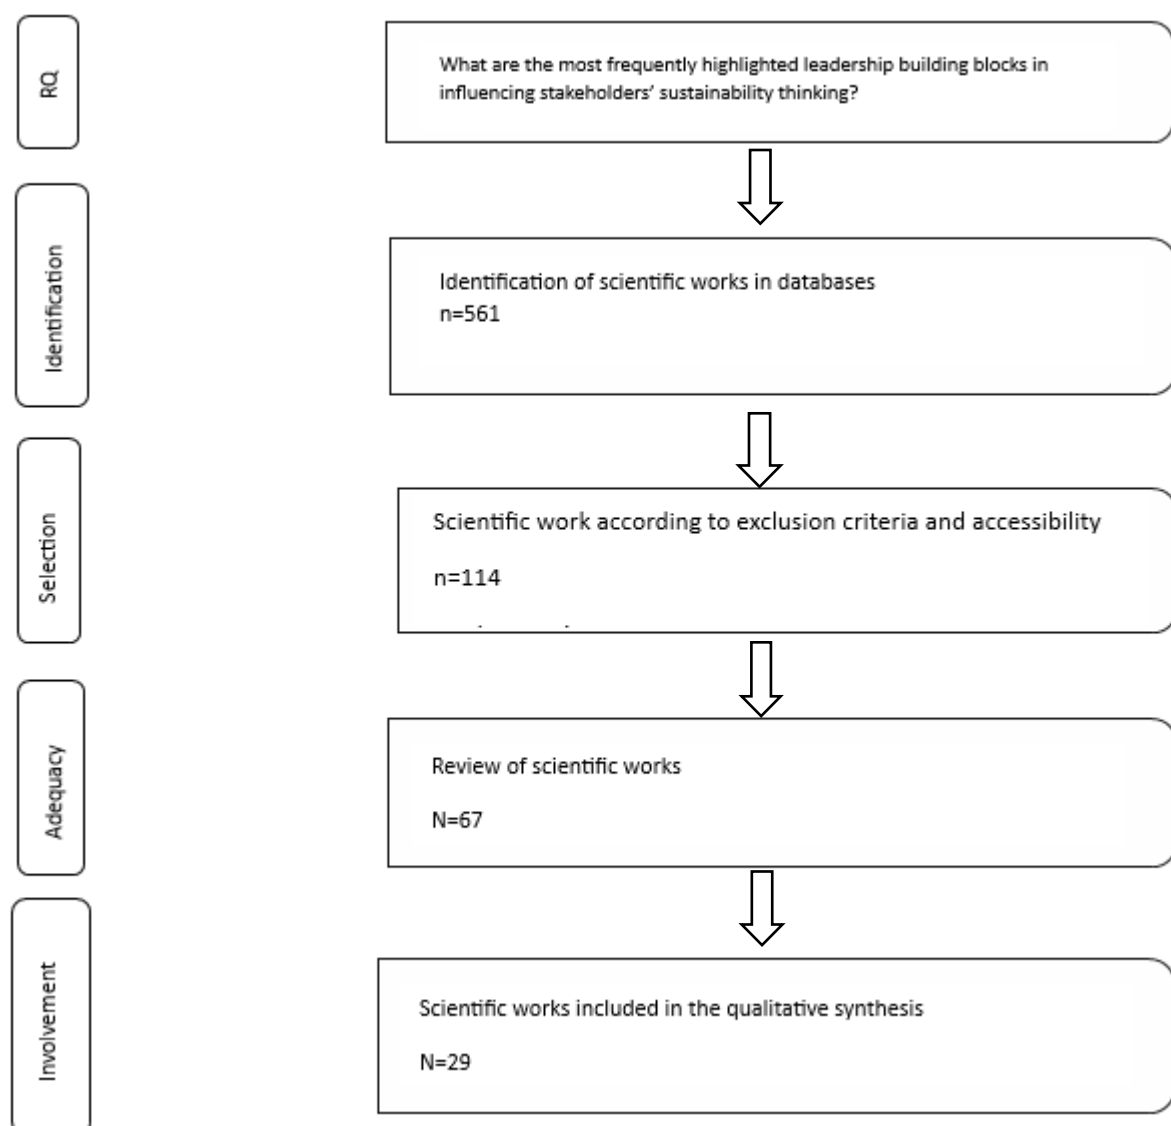 RQ
What are the most frequently highlighted leadership building blocks in
influencing stakeholders' sustainability thinking?
Identification
Identification of scientific works in databases
n=561
Selection
Scientific work according to exclusion criteria and accessibility
n=114
Adequacy
Review of scientific works
N=67
Involvement
Scientific works included in the qualitative synthesis
N=29